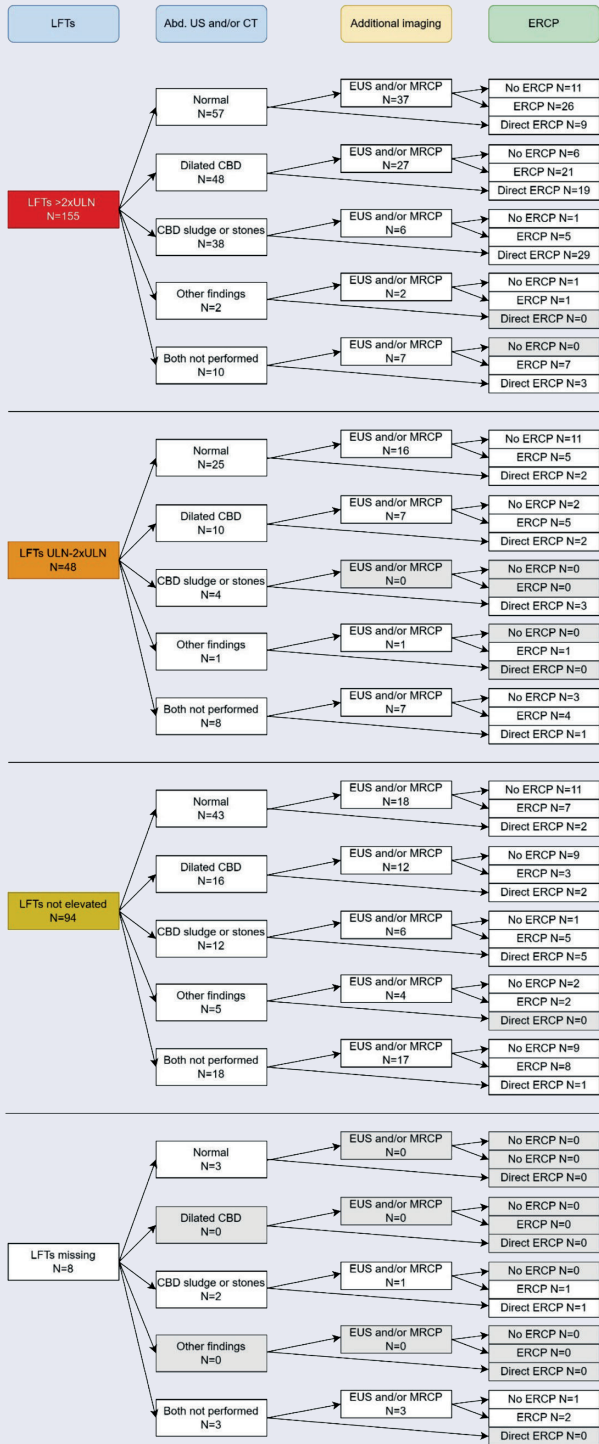 LFTs
Abd. US and/or CT
Additional imaging
ERCP
LFTs >2xULN
N=155
Normal
N=57
EUS and/or MRCP
N=37
No ERCP N=11
ERCP N=26
Direct ERCP N=9
Dilated CBD
N=48
EUS and/or MRCP
N=27
No ERCP N=6
ERCP N=21
Direct ERCP N=19
CBD sludge or stones
N=38
EUS and/or MRCP
N=6
No ERCP N=1
ERCP N=5
Direct ERCP N=29
Other findings
N=2
EUS and/or MRCP
N=2
No ERCP N=1
ERCP N=1
Direct ERCP N=0
Both not performed
N=10
EUS and/or MRCP
N=7
No ERCP N=0
ERCP N=7
Direct ERCP N=3
LFTs ULN-2xULN
N=48
Normal
N=25
EUS and/or MRCP
N=16
No ERCP N=11
ERCP N=5
Direct ERCP N=2
Dilated CBD
N=10
EUS and/or MRCP
N=7
No ERCP N=2
ERCP N=5
Direct ERCP N=2
CBD sludge or stones
N=4
EUS and/or MRCP
N=0
No ERCP N=0
ERCP N=0
Direct ERCP N=3
Other findings
N=1
EUS and/or MRCP
N=1
No ERCP N=0
ERCP N=1
Direct ERCP N=0
Both not performed
N=8
EUS and/or MRCP
N=7
No ERCP N=3
ERCP N=4
Direct ERCP N=1
LFTs not elevated
N=94
Normal
N=43
EUS and/or MRCP
N=18
No ERCP N=11
ERCP N=7
Direct ERCP N=2
Dilated CBD
N=16
EUS and/or MRCP
N=12
No ERCP N=9
ERCP N=3
Direct ERCP N=2
CBD sludge or stones
N=12
EUS and/or MRCP
N=6
No ERCP N=1
ERCP N=5
Direct ERCP N=5
Other findings
N=5
EUS and/or MRCP
N=4
No ERCP N=2
ERCP N=2
Direct ERCP N=0
Both not performed
N=18
EUS and/or MRCP
N=17
No ERCP N=9
ERCP N=8
Direct ERCP N=1
LFTs missing
N=8
Normal
N=3
EUS and/or MRCP
N=0
No ERCP N=0
No ERCP N=0
Direct ERCP N=0
Dilated CBD
N=0
EUS and/or MRCP
N=0
No ERCP N=0
ERCP N=0
Direct ERCP N=0
CBD sludge or stones
N=2
EUS and/or MRCP
N=1
No ERCP N=0
ERCP N=1
Direct ERCP N=1
Other findings
N=0
EUS and/or MRCP
N=0
No ERCP N=0
ERCP N=0
Direct ERCP N=0
Both not performed
N=3
EUS and/or MRCP
N=3
No ERCP N=1
ERCP N=2
Direct ERCP N=0